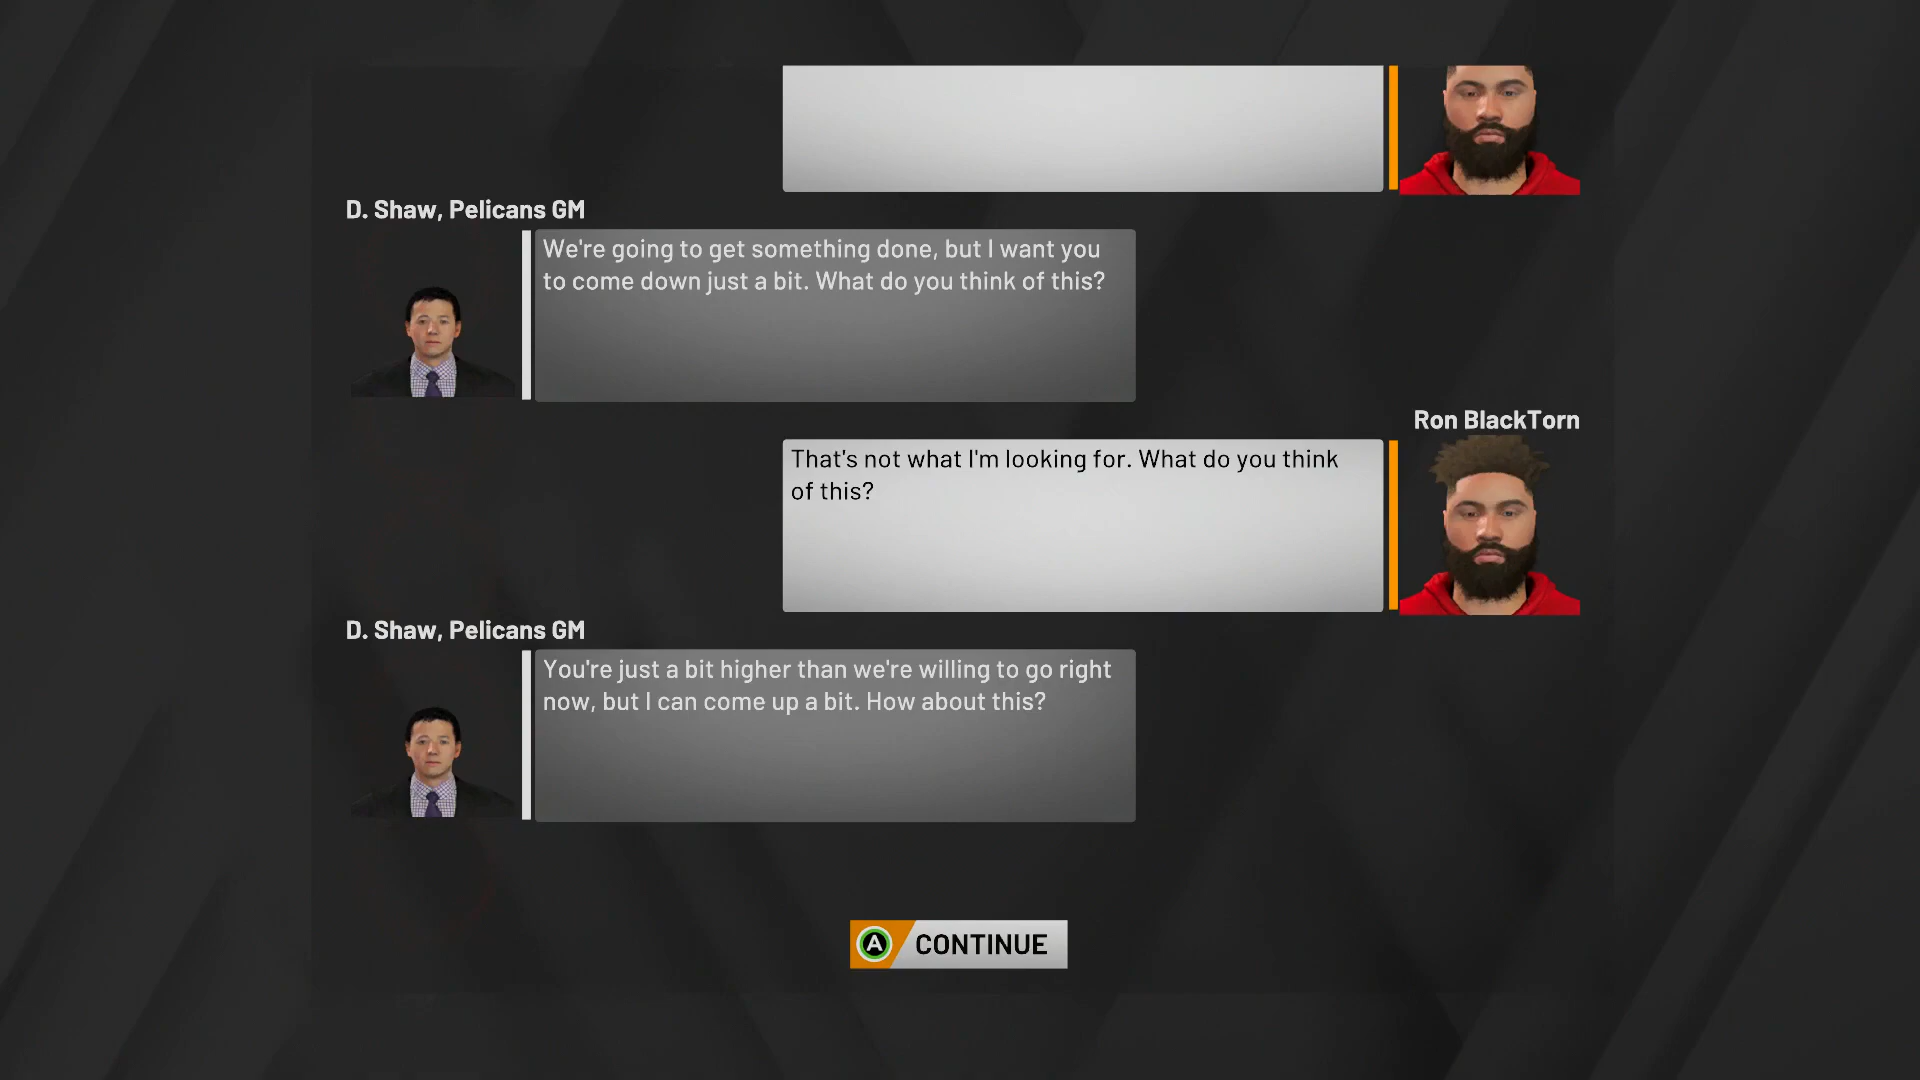 D. Shaw, Pelicans GM
We're going to get something done, but I want you
to come down just a bit. What do you think of this?
Ron BlackTorn
That's not what I'm looking for. What do you think
of this?
D. Shaw, Pelicans GM
You're just a bit higher than we're willing to go right
now, but I can come up a bit. How about this?
A CONTINUE